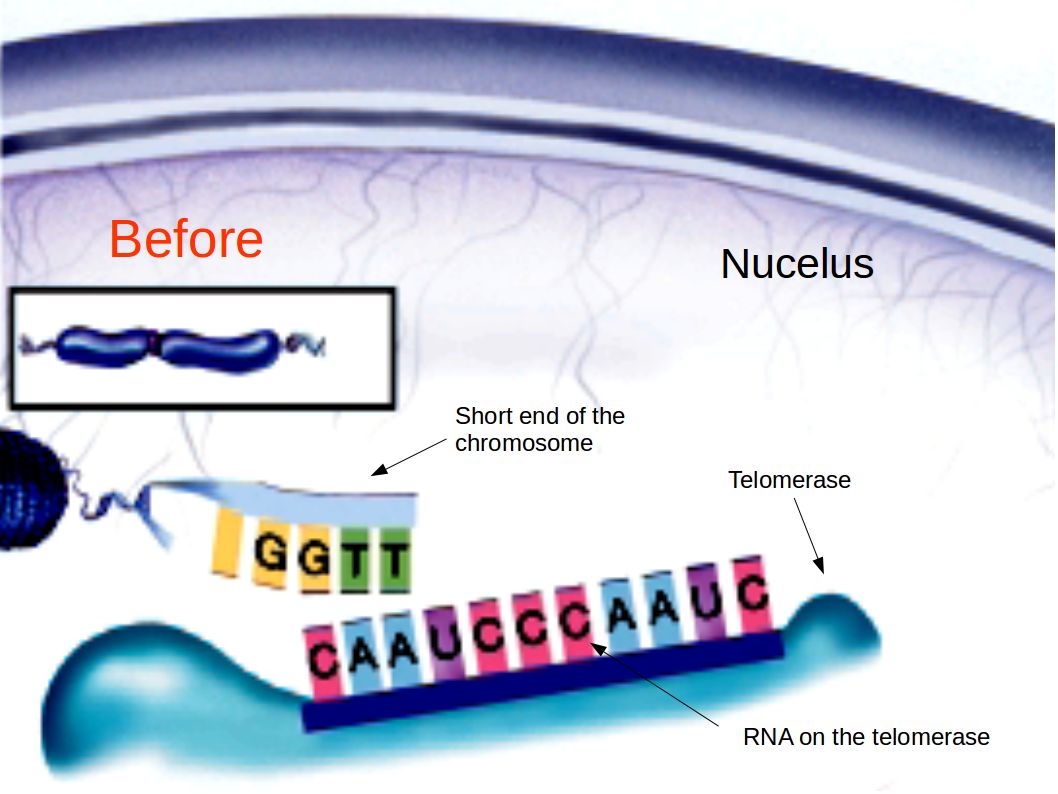 Before
Nucelus
Short end of the
chromosome
Telomerase
G G T T
C A A U C C C A A U C
RNA on the telomerase